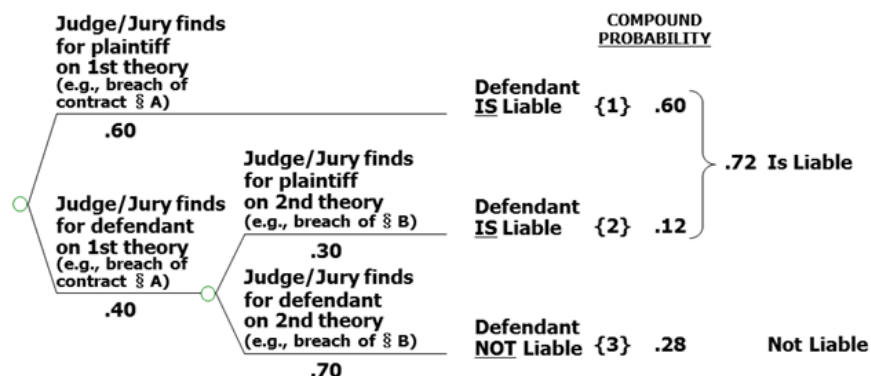 COMPOUND
PROBABILITY
Judge/Jury finds
for plaintiff
on 1st theory
(e.g., breach of
contract § A)
.60
Defendant
IS Liable {1} .60
.72 Is Liable
Judge/Jury finds
for defendant
on 1st theory
(e.g., breach of
contract § A)
.40
Judge/Jury finds
for plaintiff
on 2nd theory
(e.g., breach of § B)
.30
Defendant
IS Liable {2} .12
Judge/Jury finds
for defendant
on 2nd theory
(e.g., breach of § B)
.70
Defendant
NOT Liable {3} .28 Not Liable